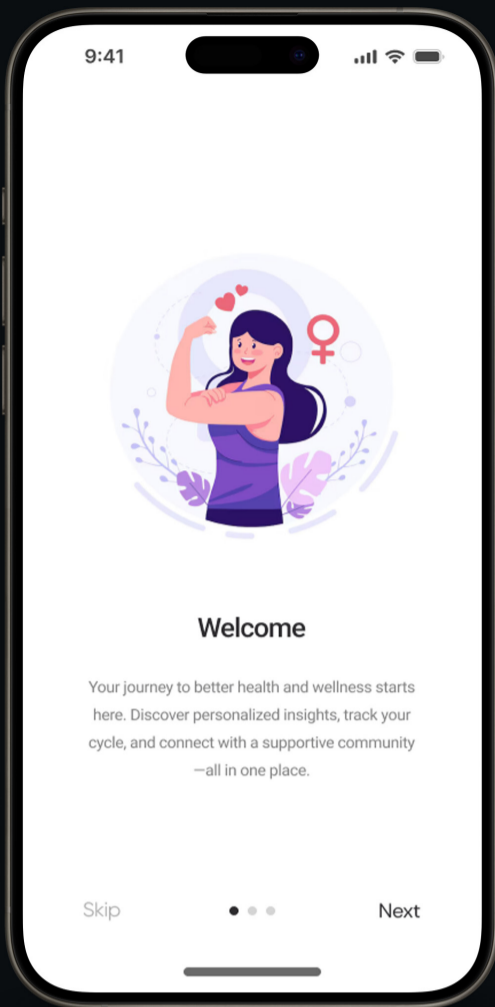 9:41
Welcome
Your journey to better health and wellness starts
here. Discover personalized insights, track your
cycle, and connect with a supportive community
—all in one place.
Skip
Next